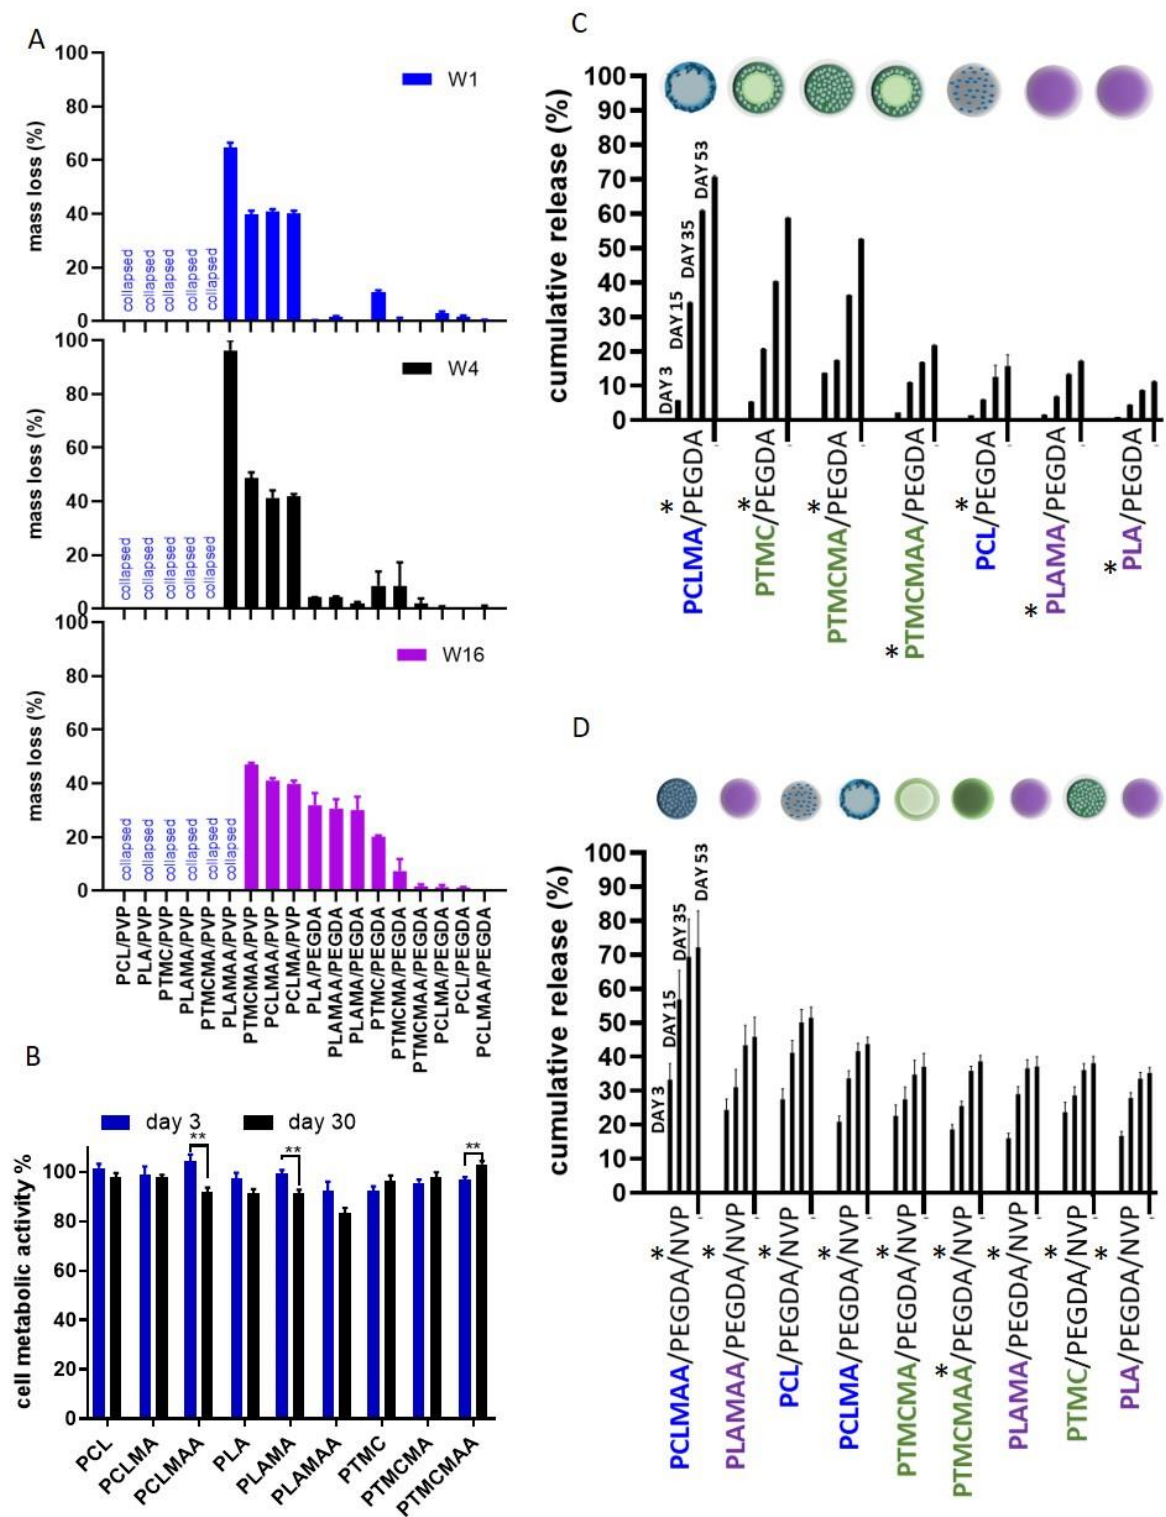 A
100
80
60
40
20
0
mass loss (%)
W1
collapsed
collapsed
collapsed
collapsed
collapsed
100
80
60
40
20
0
mass loss (%)
W4
collapsed
collapsed
collapsed
collapsed
collapsed
100
80
60
40
20
0
mass loss (%)
W16
collapsed
collapsed
collapsed
collapsed
collapsed
collapsed
PCL/PVP
PLA/PVP
PTMC/PVP
PLAMA/PVP
PTMCMA/PVP
PLAMAA/PVP
PTMCMAA/PVP
PCLMAA/PVP
PCLMA/PVP
PLA/PEGDA
PLAMAA/PEGDA
PLAMA/PEGDA
PTMC/PEGDA
PTMCMA/PEGDA
PTMCMAA/PEGDA
PCLMA/PEGDA
PCL/PEGDA
PCLMAA/PEGDA
B
day 3
day 30
**
**
**
100
80
60
40
20
0
cell metabolic activity %
PCL
PCLMA
PCLMAA
PLA
PLAMA
PLAMAA
PTMC
PTMCMA
PTMCMAA
C
100
90
80
70
60
50
40
30
20
10
0
cumulative release (%)
DAY 3
DAY 15
DAY 35
DAY 53
* PCLMA/PEGDA
* PTMC/PEGDA
* PTMCMA/PEGDA
* PTMCMAA/PEGDA
* PCL/PEGDA
* PLAMA/PEGDA
* PLA/PEGDA
D
100
90
80
70
60
50
40
30
20
10
0
cumulative release (%)
DAY 3
DAY 15
DAY 35
DAY 53
* PCLMAA/PEGDA/NVP
* PLAMAA/PEGDA/NVP
* PCL/PEGDA/NVP
* PCLMA/PEGDA/NVP
* PTMCMA/PEGDA/NVP
* * PTMCMAA/PEGDA/NVP
* PLAMA/PEGDA/NVP
* PTMC/PEGDA/NVP
* PLA/PEGDA/NVP